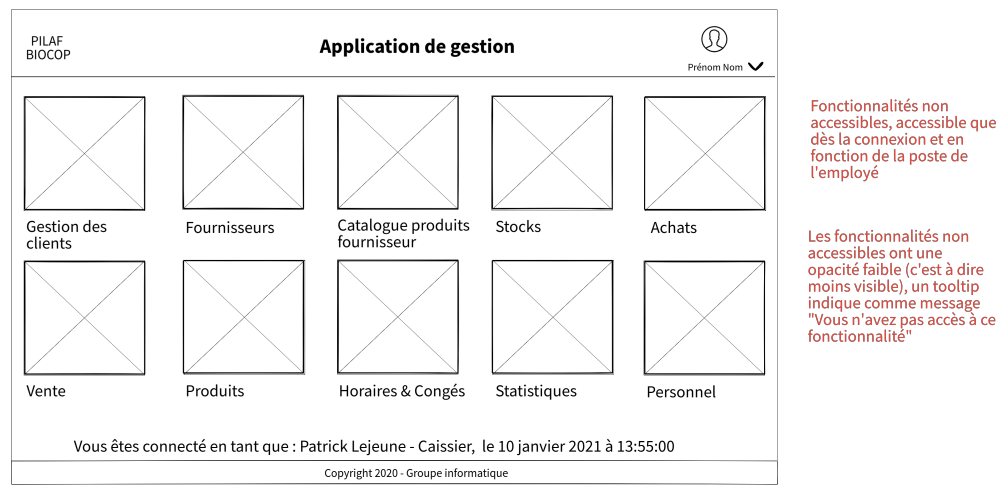 PILAF
BIOCOP
Application de gestion
Prénom Nom
Gestion des
clients
Fournisseurs
Catalogue produits
fournisseur
Stocks
Achats
Vente
Produits
Horaires & Congés
Statistiques
Personnel
Vous êtes connecté en tant que : Patrick Lejeune - Caissier,  le 10 janvier 2021 à 13:55:00
Copyright 2020 - Groupe informatique
Fonctionnalités non
accessibles, accessible que
dès la connexion et en
fonction de la poste de
l'employé
Les fonctionnalités non
accessibles ont une
opacité faible (c'est à dire
moins visible), un tooltip
indique comme message
"Vous n'avez pas accès à ce
fonctionnalité"